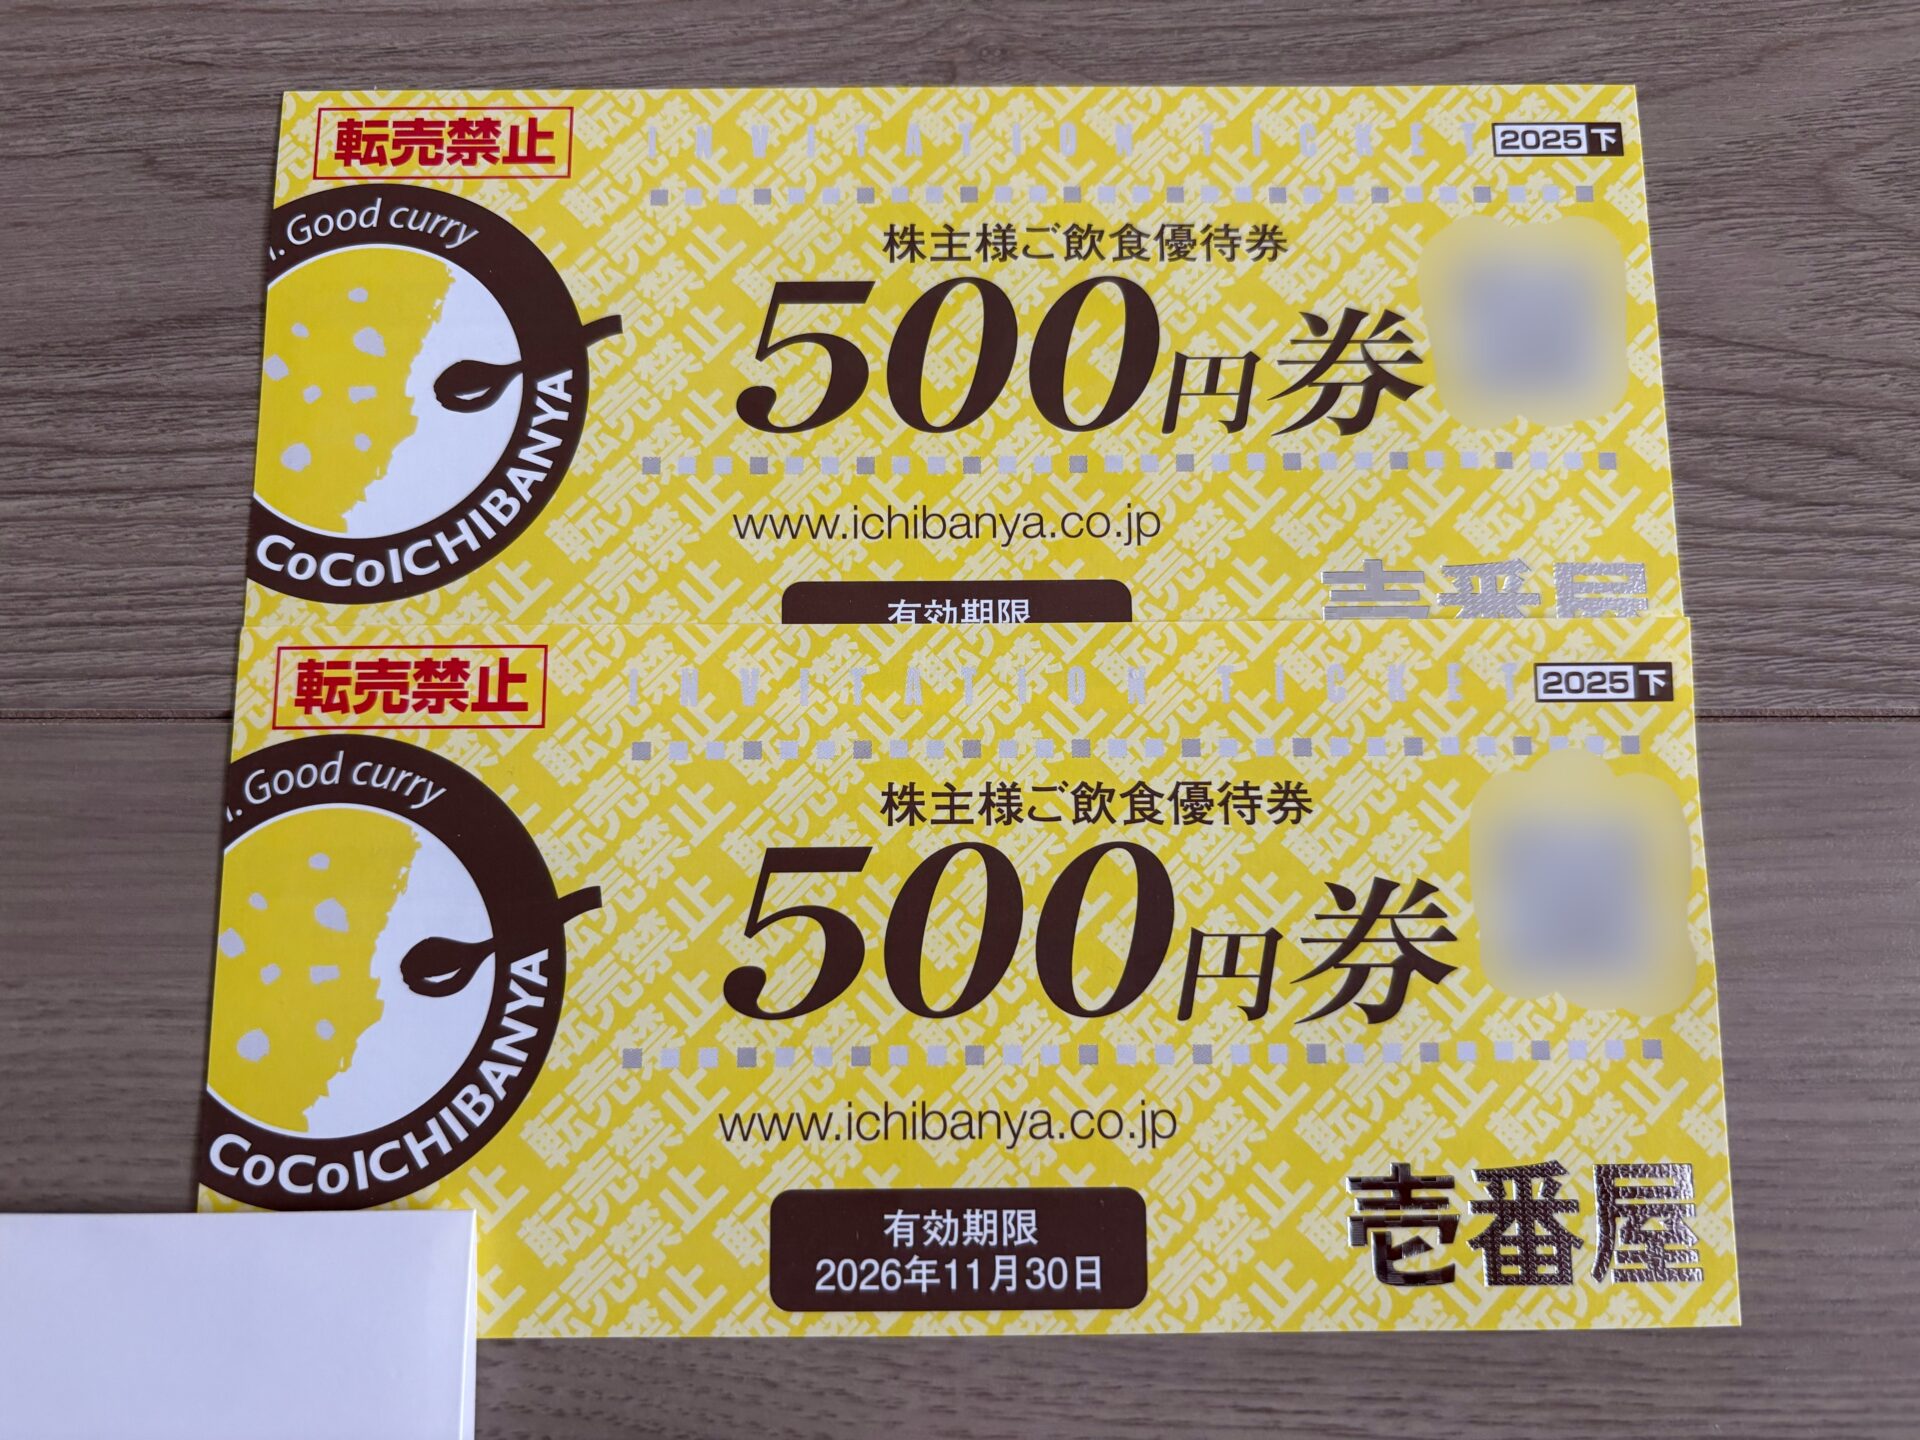 転売禁止
INVITATION TICKET
2025下
Good curry
株主様ご飲食優待券
500円券
CoCoICHIBANYA
www.ichibanya.co.jp
有効期限
壱番屋
転売禁止
INVITATION TICKET
2025下
Good curry
株主様ご飲食優待券
500円券
CoCoICHIBANYA
www.ichibanya.co.jp
有効期限
2026年11月30日
壱番屋